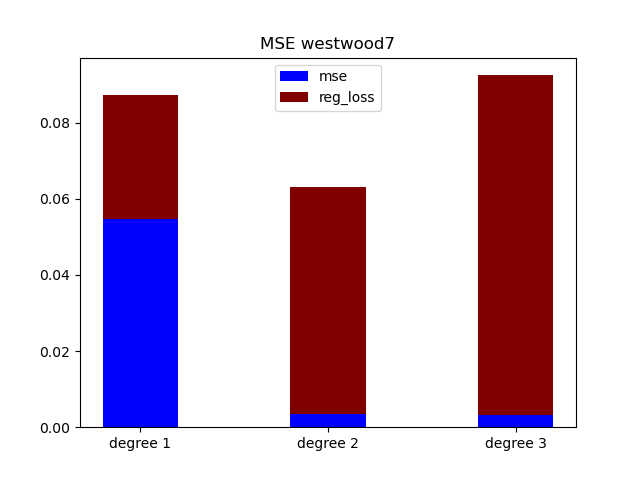 MSE westwood7
mse
reg_loss
0.08
0.06
0.04
0.02
0.00
degree 1
degree 2
degree 3